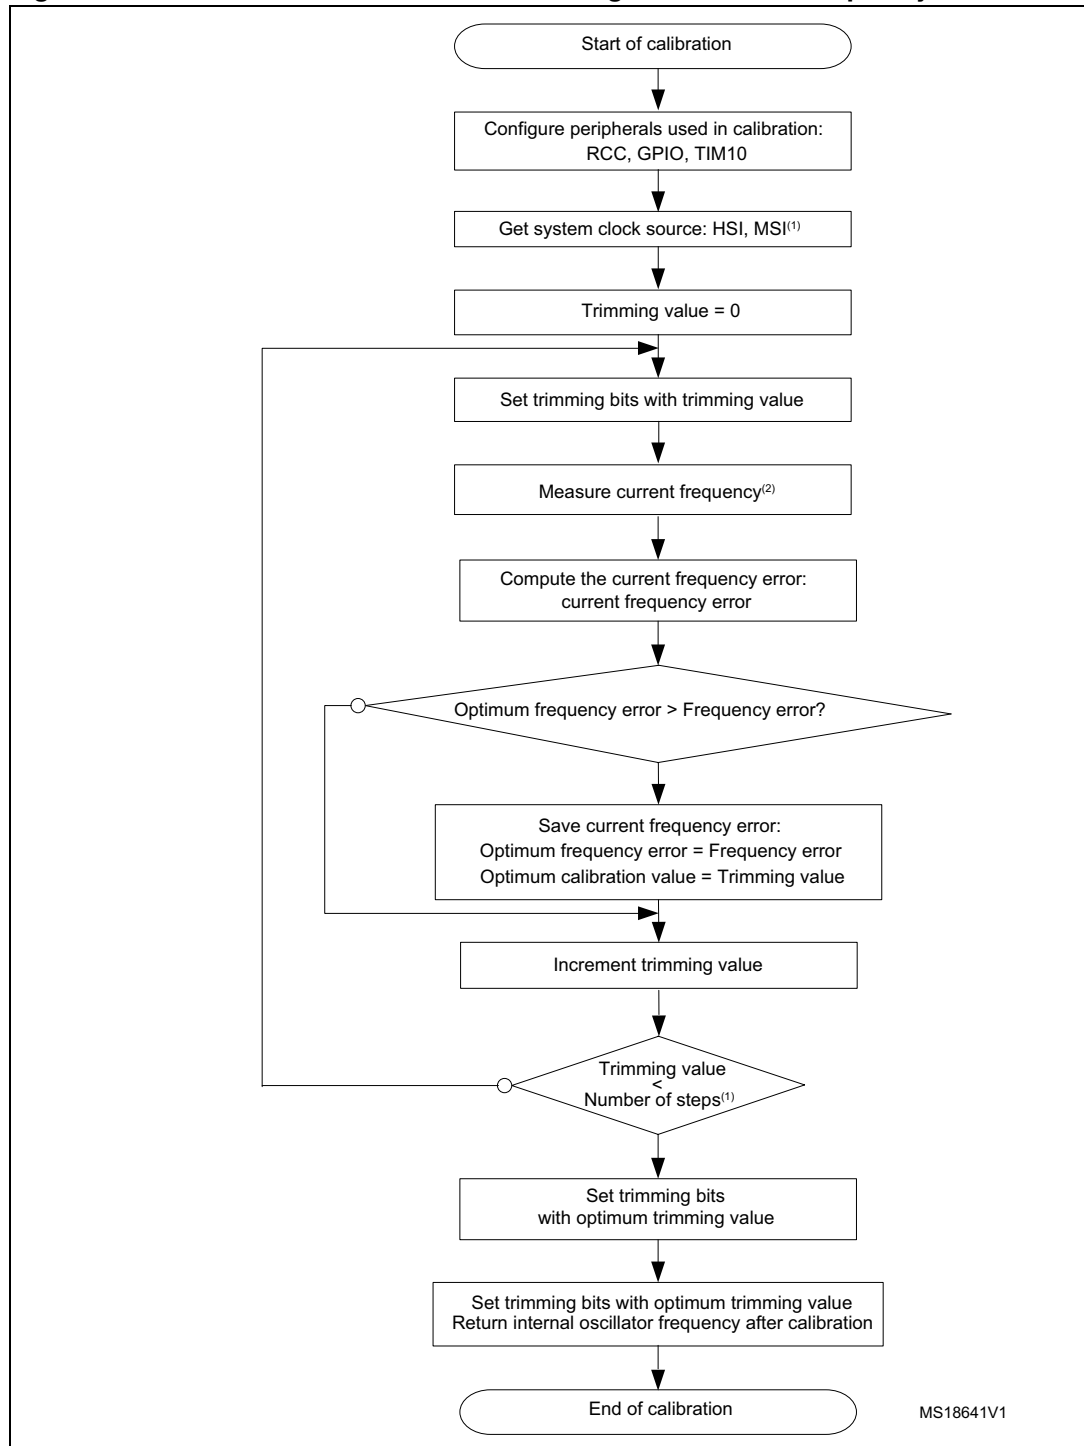 Start of calibration
Configure peripherals used in calibration:
RCC, GPIO, TIM10
Get system clock source: HSI, MSI(1)
Trimming value = 0
Set trimming bits with trimming value
Measure current frequency(2)
Compute the current frequency error:
current frequency error
Optimum frequency error > Frequency error?
Save current frequency error:
Optimum frequency error = Frequency error
Optimum calibration value = Trimming value
Increment trimming value
Trimming value
<
Number of steps(1)
Set trimming bits
with optimum trimming value
Set trimming bits with optimum trimming value
Return internal oscillator frequency after calibration
End of calibration
MS18641V1